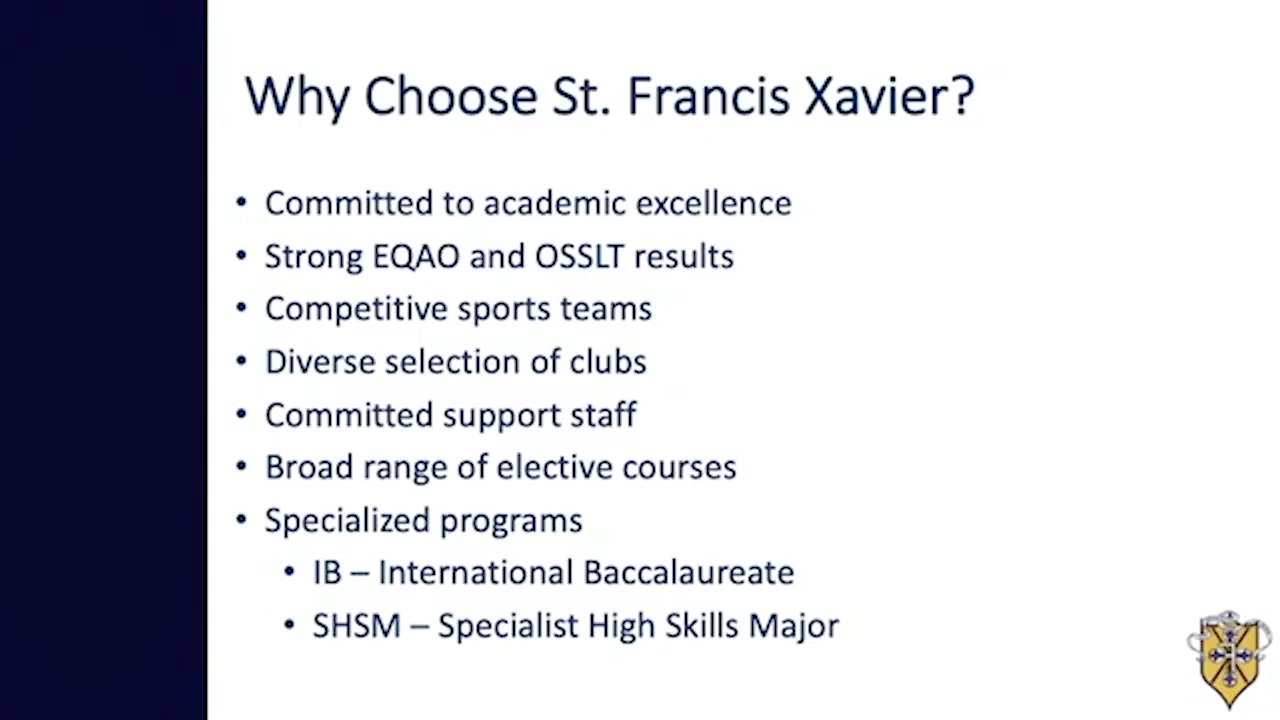 Why Choose St. Francis Xavier?
• Committed to academic excellence
• Strong EQAO and OSSLT results
• Competitive sports teams
• Diverse selection of clubs
• Committed support staff
• Broad range of elective courses
• Specialized programs
• IB – International Baccalaureate
• SHSM – Specialist High Skills Major